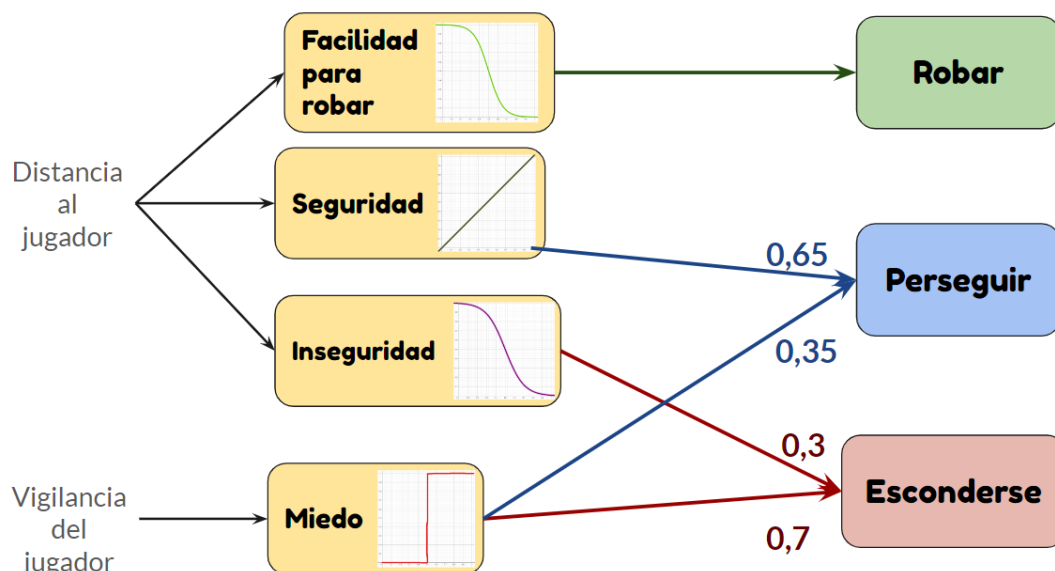 Facilidad
para
robar
Robar
Distancia
al
jugador
Seguridad
0,65
Perseguir
0,35
Inseguridad
0,3
Esconderse
Vigilancia
del
jugador
Miedo
0,7